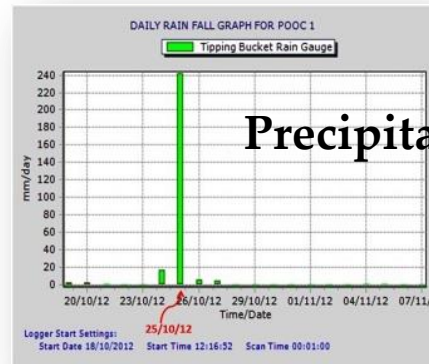 DAILY RAIN FALL GRAPH FOR POOC 1
Tipping Bucket Rain Gauge
Precipita
mm/day
240
220
200
180
160
140
120
100
80
60
40
20
0
20/10/12 23/10/12 26/10/12 29/10/12 01/11/12 04/11/12 07/11/
Time/Date
25/10/12
Logger Start Settings:
Start Date 18/10/2012 Start Time 12:16:52 Scan Time 00:01:00